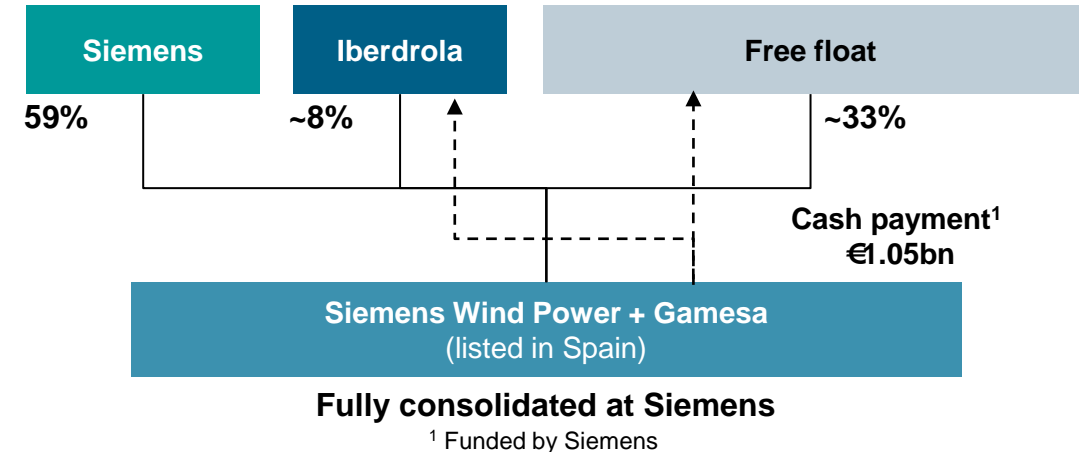 Siemens
Iberdrola
Free float
59%
~8%
~33%
Cash payment¹
€1.05bn
Siemens Wind Power + Gamesa
(listed in Spain)
Fully consolidated at Siemens
¹ Funded by Siemens